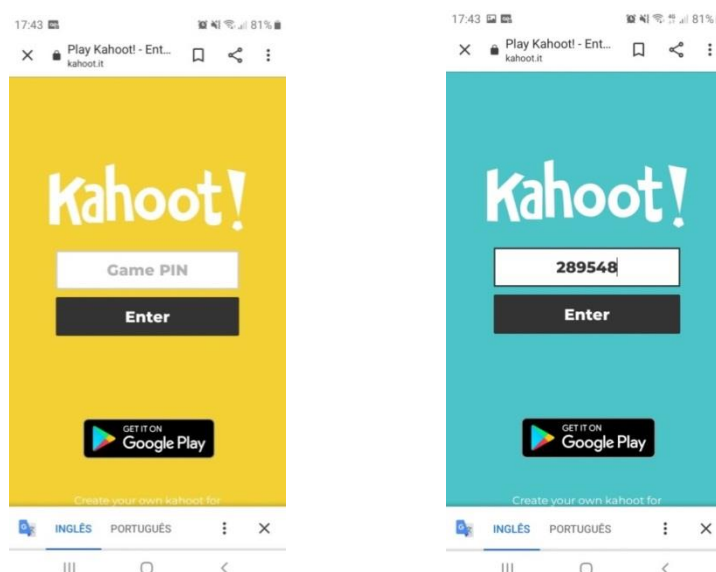 17:43
81%
Play Kahoot! - Ent...
kahoot.it
Kahoot!
Game PIN
Enter
GET IT ON
Google Play
Create your own kahoot for
INGLÊS PORTUGUÊS
17:43
81%
Play Kahoot! - Ent...
kahoot.it
Kahoot!
289548
Enter
GET IT ON
Google Play
Create your own kahoot for
INGLÊS PORTUGUÊS